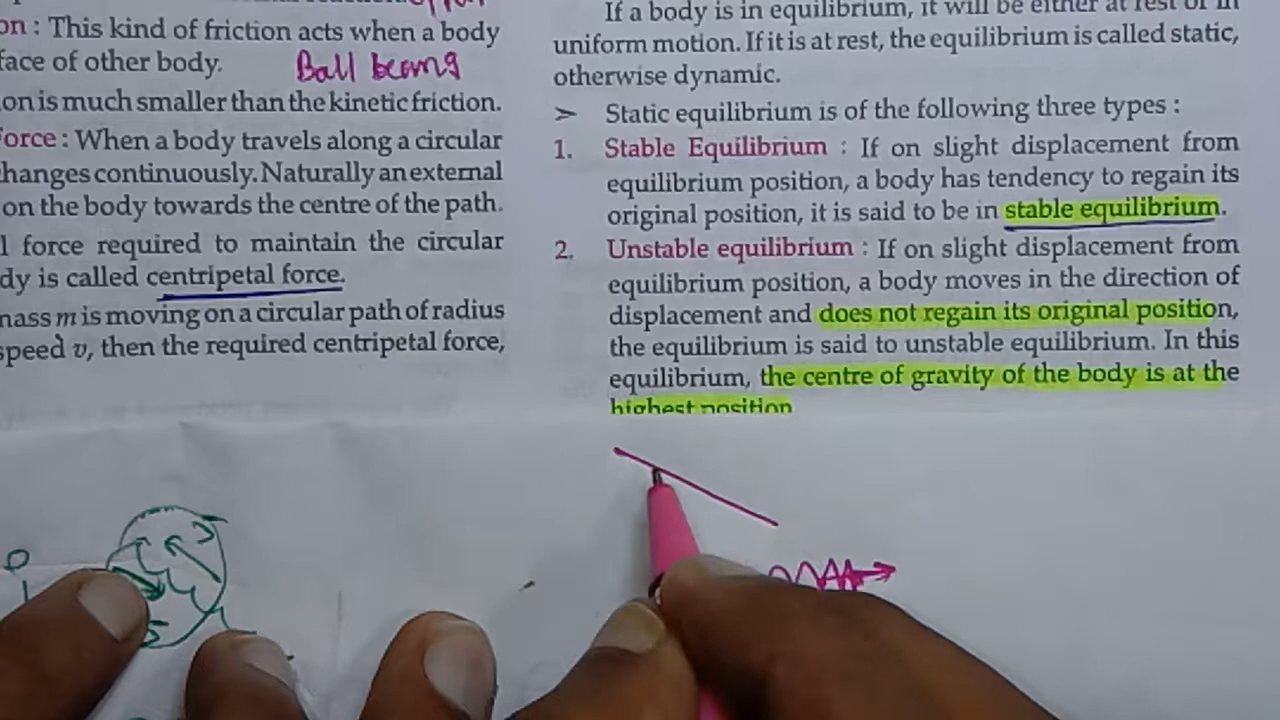 on : This kind of friction acts when a body
face of other body.
Ball
on is much smaller than the kinetic friction.
Force : When a body travels along a circular
hanges continuously. Naturally an external
on the body towards the centre of the path.
l force required to maintain the circular
dy is called centripetal force.
mass m is moving on a circular path of radius
speed v, then the required centripetal force,
If a body is in equilibrium, it will be either at rest or in
uniform motion. If it is at rest, the equilibrium is called static,
otherwise dynamic.
➢ Static equilibrium is of the following three types :
1. Stable Equilibrium : If on slight displacement from
equilibrium position, a body has tendency to regain its
original position, it is said to be in stable equilibrium.
2. Unstable equilibrium : If on slight displacement from
equilibrium position, a body moves in the direction of
displacement and does not regain its original position,
the equilibrium is said to unstable equilibrium. In this
equilibrium, the centre of gravity of the body is at the
highest position